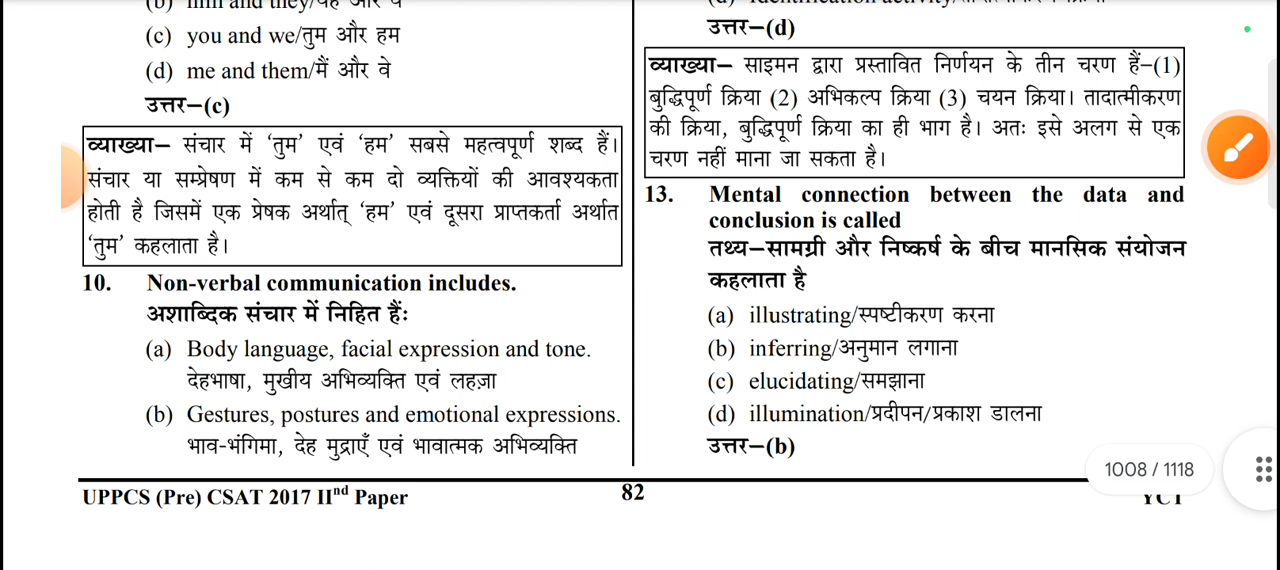 (c) you and we/तुम और हम
(d) me and them/मैं और वे
उत्तर–(c)
व्याख्या– संचार में ‘तुम’ एवं ‘हम’ सबसे महत्वपूर्ण शब्द हैं।
संचार या सम्प्रेषण में कम से कम दो व्यक्तियों की आवश्यकता
होती है जिसमें एक प्रेषक अर्थात् ‘हम’ एवं दूसरा प्राप्तकर्ता अर्थात
‘तुम’ कहलाता है।
10. Non-verbal communication includes.
अशाब्दिक संचार में निहित हैंः
(a) Body language, facial expression and tone.
देहभाषा, मुखीय अभिव्यक्ति एवं लहज़ा
(b) Gestures, postures and emotional expressions.
भाव-भंगिमा, देह मुद्राएँ एवं भावात्मक अभिव्यक्ति
उत्तर–(d)
व्याख्या– साइमन द्वारा प्रस्तावित निर्णयन के तीन चरण हैं–(1)
बुद्धिपूर्ण क्रिया (2) अभिकल्प क्रिया (3) चयन क्रिया। तादात्मीकरण
की क्रिया, बुद्धिपूर्ण क्रिया का ही भाग है। अतः इसे अलग से एक
चरण नहीं माना जा सकता है।
13. Mental connection between the data and
conclusion is called
तथ्य–सामग्री और निष्कर्ष के बीच मानसिक संयोजन
कहलाता है
(a) illustrating/स्पष्टीकरण करना
(b) inferring/अनुमान लगाना
(c) elucidating/समझाना
(d) illumination/प्रदीपन/प्रकाश डालना
उत्तर–(b)
1008 / 1118
UPPCS (Pre) CSAT 2017 IInd Paper
82
YCT